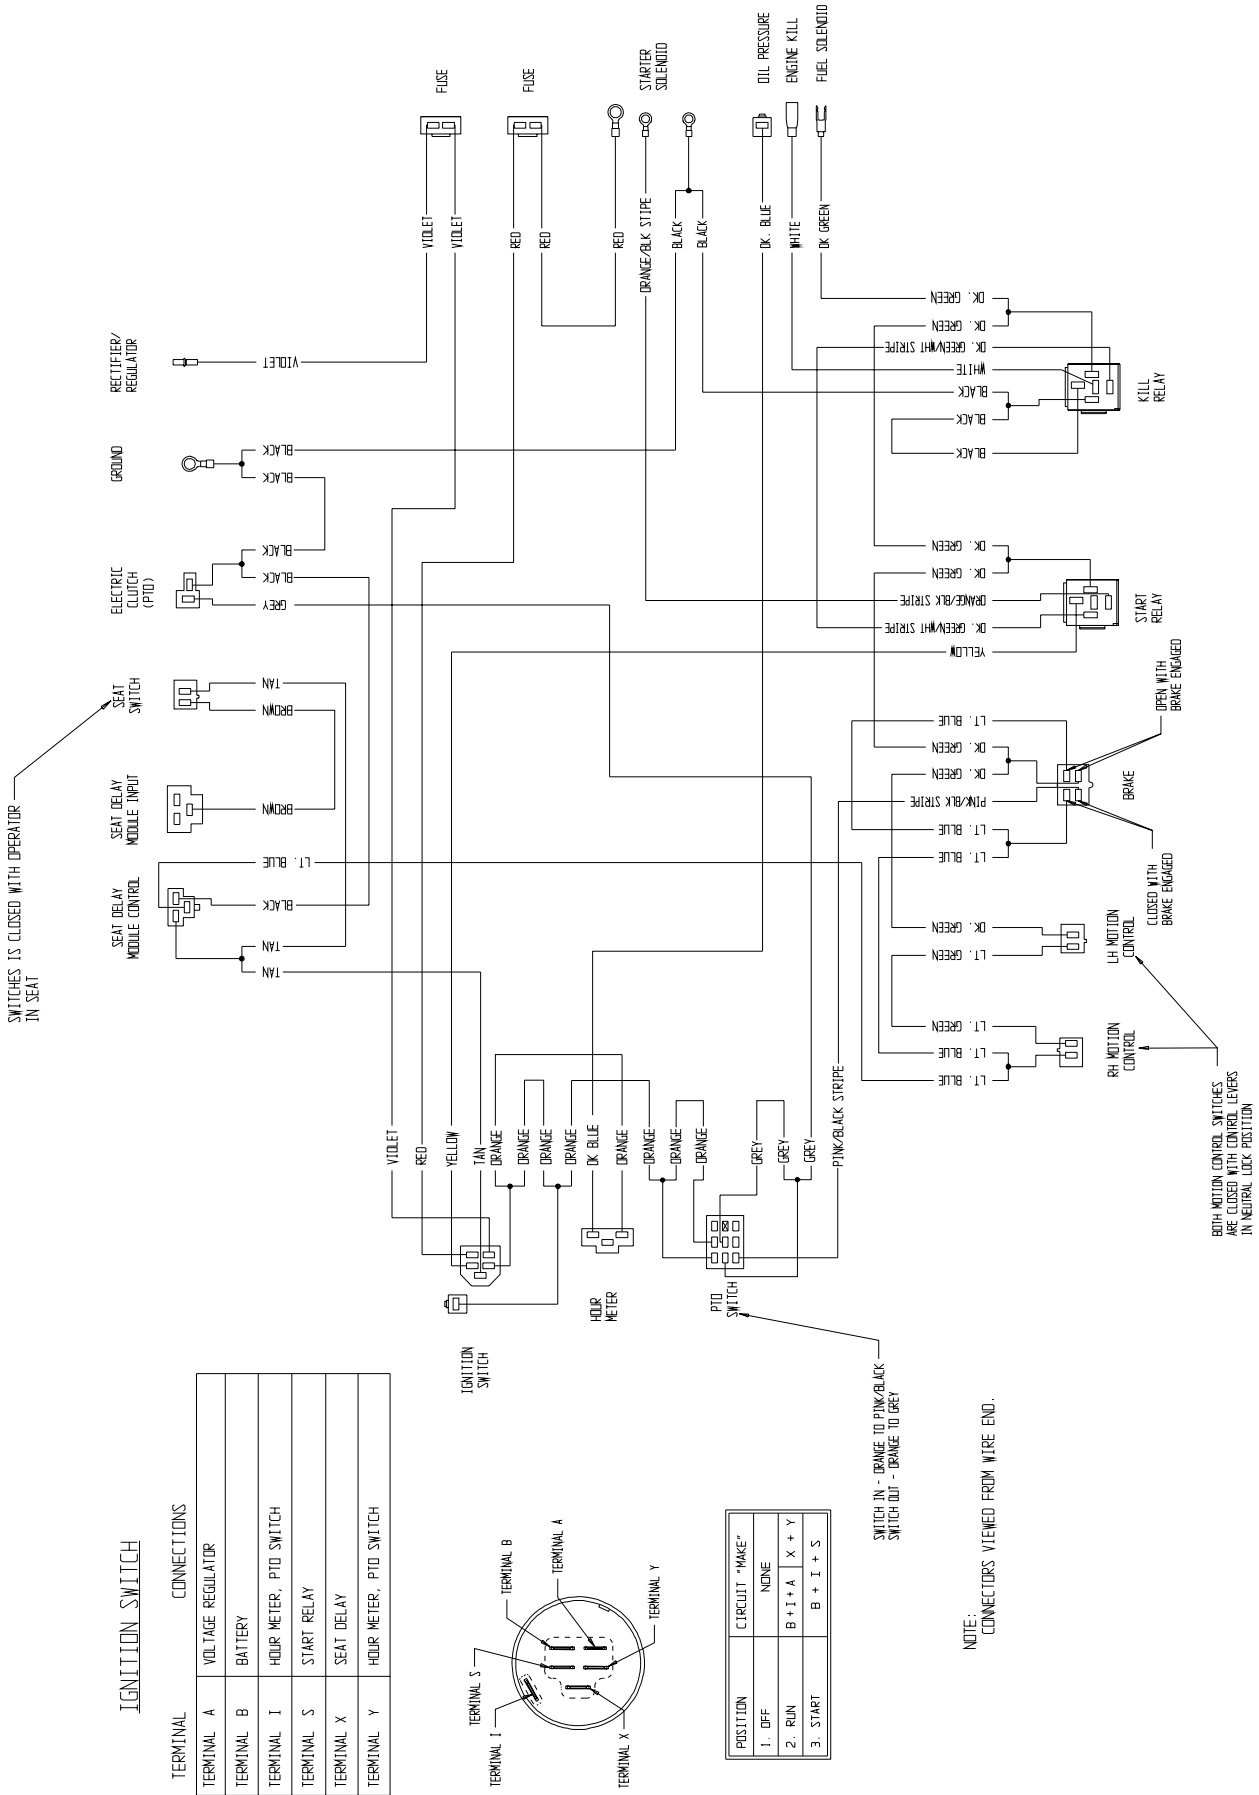 SWITCHES IS CLOSED WITH OPERATOR
IN SEAT
RECTIFIER/
REGULATOR
GROUND
ELECTRIC
CLUTCH
(PTO)
SEAT
SWITCH
SEAT DELAY
MODULE INPUT
SEAT DELAY
MODULE CONTROL
VIOLET
BLACK
BLACK
BLACK
BLACK
GREY
TAN
BROWN
BROWN
LT. BLUE
BLACK
TAN
TAN
FUSE
FUSE
STARTER
SOLENOID
OIL PRESSURE
ENGINE KILL
FUEL SOLENOID
VIOLET
VIOLET
RED
RED
RED
ORANGE/BLK STIPE
BLACK
BLACK
DK. BLUE
WHITE
DK GREEN
DK. GREEN
DK. GREEN
DK. GREEN/WHT STRIPE
WHITE
BLACK
BLACK
BLACK
KILL
RELAY
DK. GREEN
DK. GREEN
ORANGE/BLK STRIPE
DK. GREEN/WHT STRIPE
YELLOW
START
RELAY
LT. BLUE
DK. GREEN
DK. GREEN
PINK/BLK STRIPE
LT. BLUE
LT. BLUE
OPEN WITH
BRAKE ENGAGED
BRAKE
CLOSED WITH
BRAKE ENGAGED
DK. GREEN
LT. GREEN
LH MOTION
CONTROL
LT. GREEN
LT. BLUE
LT. BLUE
RH MOTION
CONTROL
BOTH MOTION CONTROL SWITCHES
ARE CLOSED WITH CONTROL LEVERS
IN NEUTRAL LOCK POSITION
VIOLET
RED
YELLOW
TAN
ORANGE
ORANGE
ORANGE
ORANGE
DK BLUE
ORANGE
ORANGE
ORANGE
ORANGE
GREY
GREY
GREY
PINK/BLACK STRIPE
IGNITION
SWITCH
HOUR
METER
PTO
SWITCH
SWITCH IN - ORANGE TO PINK/BLACK
SWITCH OUT - ORANGE TO GREY
IGNITION SWITCH
TERMINAL CONNECTIONS
TERMINAL A VOLTAGE REGULATOR
TERMINAL B BATTERY
TERMINAL I HOUR METER, PTO SWITCH
TERMINAL S START RELAY
TERMINAL X SEAT DELAY
TERMINAL Y HOUR METER, PTO SWITCH
TERMINAL I
TERMINAL S
TERMINAL B
TERMINAL A
TERMINAL Y
TERMINAL X
POSITION CIRCUIT "MAKE"
1. OFF NONE
2. RUN B+I+A X + Y
3. START B + I + S
NOTE:
CONNECTORS VIEWED FROM WIRE END.